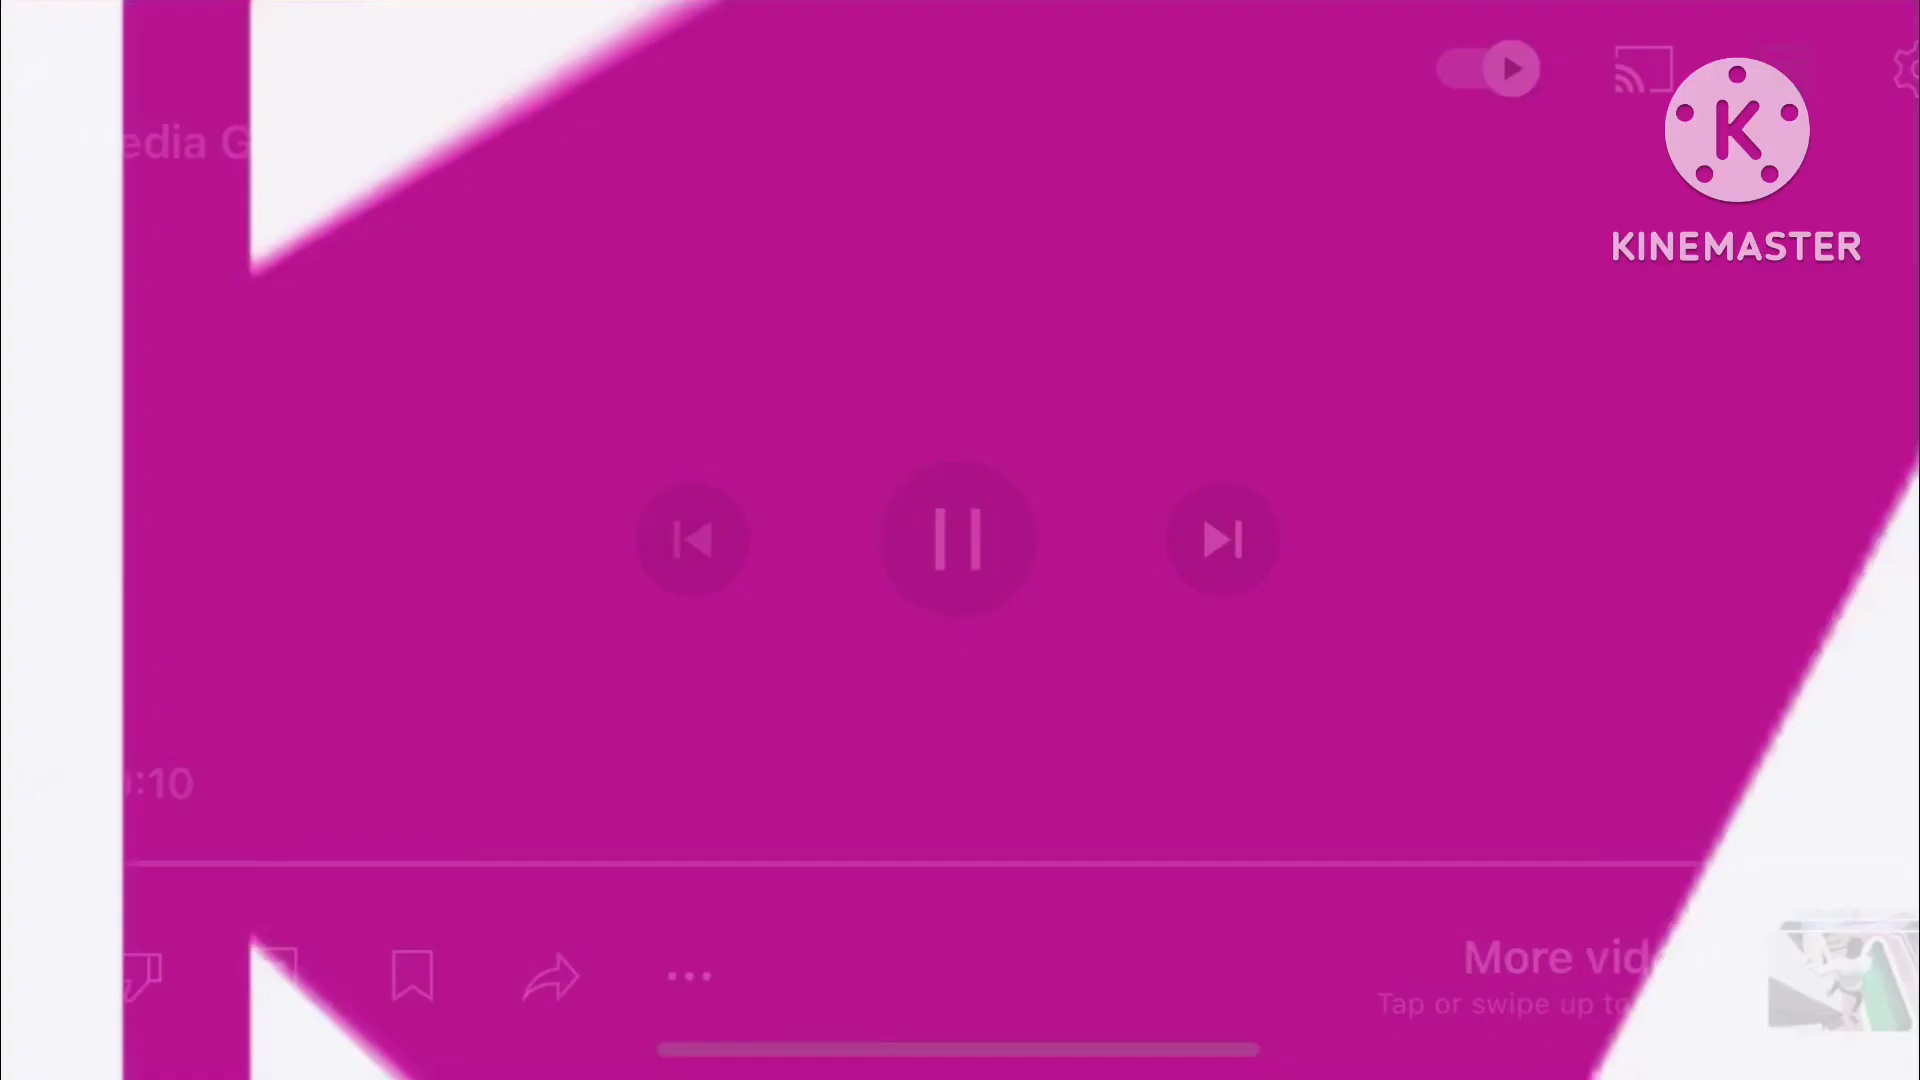 edia G
K
KINEMASTER
:10
More vid
Tap or swipe up to